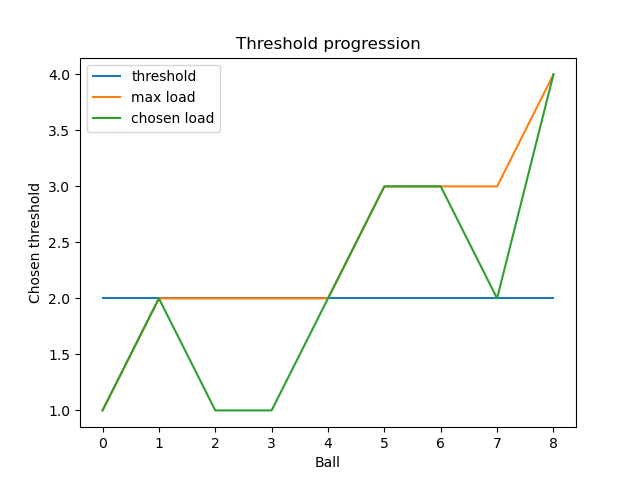 Threshold progression
threshold
max load
chosen load
Chosen threshold
4.0
3.5
3.0
2.5
2.0
1.5
1.0
0 1 2 3 4 5 6 7 8
Ball